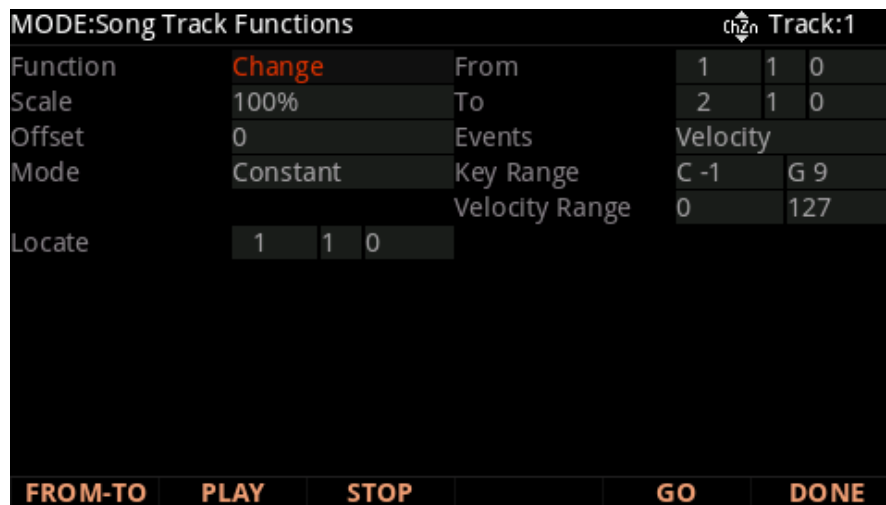 MODE:Song Track Functions ChZn Track:1
Function Change From 1 1 0
Scale 100% To 2 1 0
Offset 0 Events Velocity
Mode Constant Key Range C -1 G 9
Velocity Range 0 127
Locate 1 1 0
FROM-TO PLAY STOP GO DONE